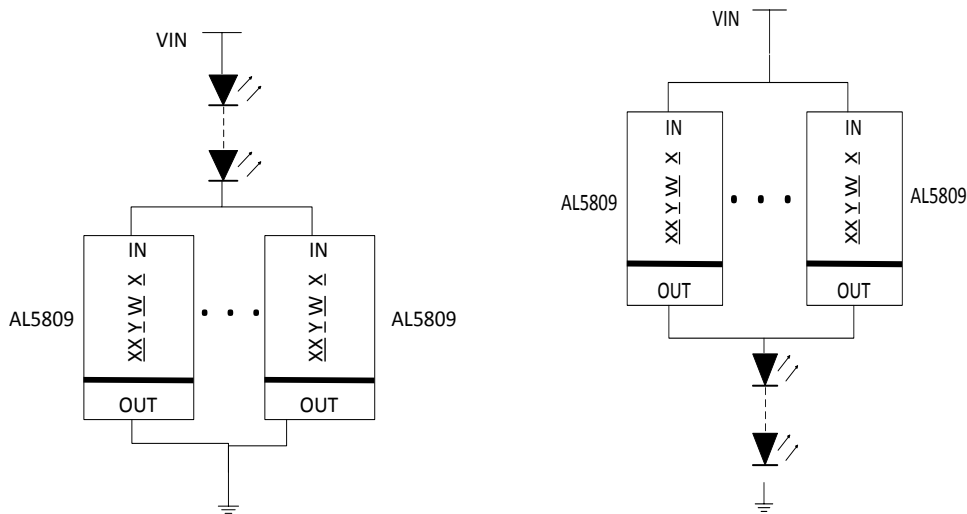 VIN
IN
XX Y W X
OUT
AL5809
IN
XX Y W X
OUT
AL5809
VIN
IN
XX Y W X
OUT
AL5809
IN
XX Y W X
OUT
AL5809